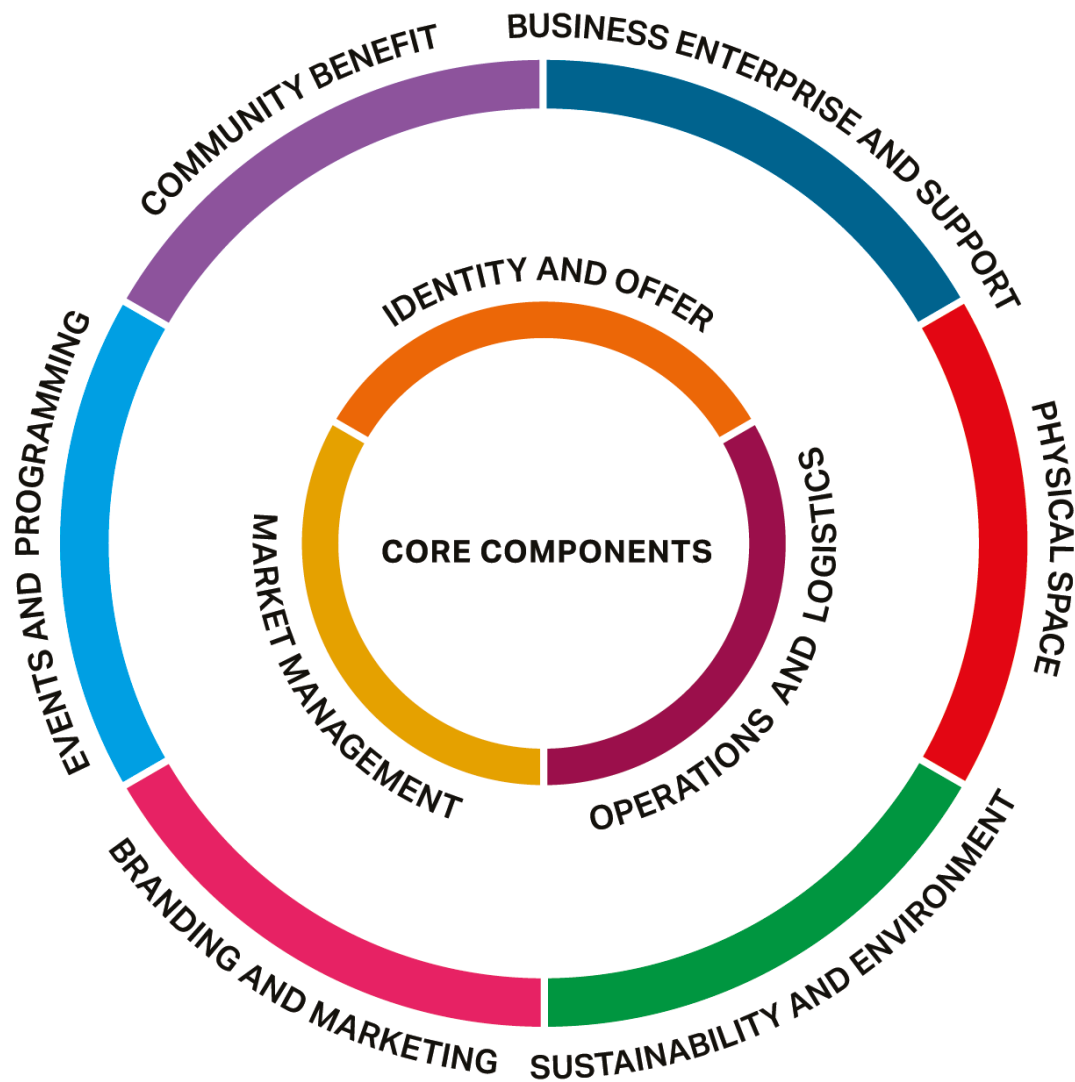 COMMUNITY BENEFIT
BUSINESS ENTERPRISE AND SUPPORT
PHYSICAL SPACE
SUSTAINABILITY AND ENVIRONMENT
BRANDING AND MARKETING
EVENTS AND PROGRAMMING
IDENTITY AND OFFER
OPERATIONS AND LOGISTICS
MARKET MANAGEMENT
CORE COMPONENTS